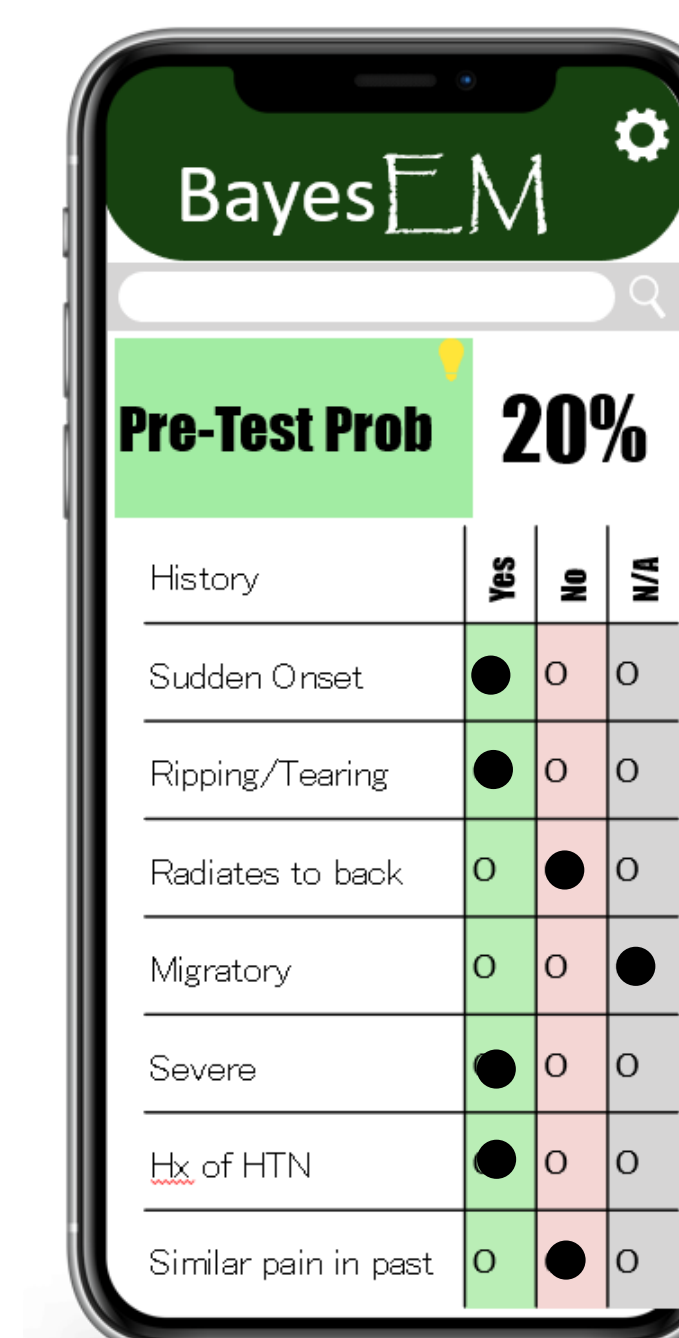 BayesEM
Pre-Test Prob 20%
History Yes No N/A
Sudden Onset O O
Ripping/Tearing O O
Radiates to back O O
Migratory O O
Severe O O
Hx of HTN O O
Similar pain in past O O